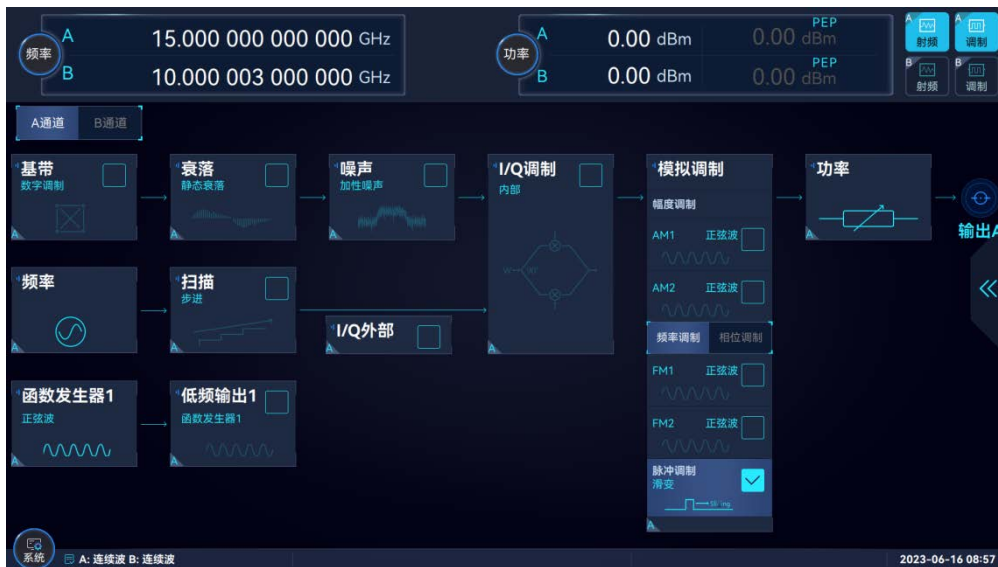 频率
A 15.000 000 000 000 GHz
B 10.000 003 000 000 GHz
功率
PEP
A 0.00 dBm 0.00 dBm
PEP
B 0.00 dBm 0.00 dBm
A 射频
A 调制
B 射频
B 调制
A通道 B通道
基带
数字调制
A
衰落
静态衰落
A
噪声
加性噪声
A
I/Q调制
内部
A
模拟调制
幅度调制
AM1 正弦波
AM2 正弦波
频率调制 相位调制
FM1 正弦波
FM2 正弦波
脉冲调制
滑变
A
功率
A
输出A
频率
A
扫描
步进
A
I/Q外部
A
函数发生器1
正弦波
A
低频输出1
函数发生器1
A
系统
A: 连续波 B: 连续波
2023-06-16 08:57